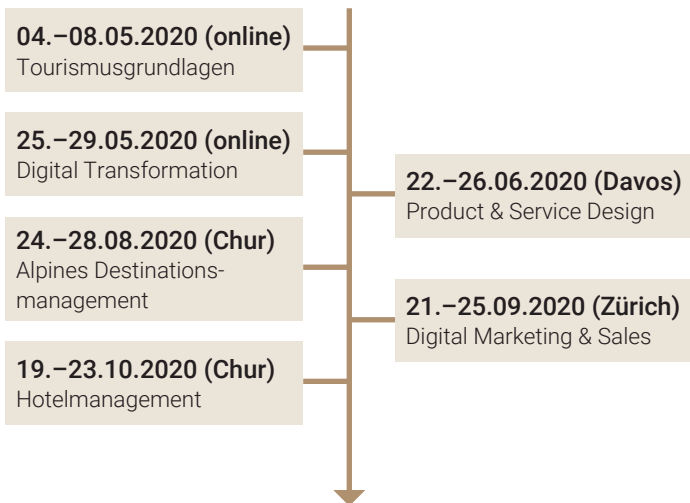 04.–08.05.2020 (online)
Tourismusgrundlagen
25.–29.05.2020 (online)
Digital Transformation
22.–26.06.2020 (Davos)
Product & Service Design
24.–28.08.2020 (Chur)
Alpines Destinations-
management
21.–25.09.2020 (Zürich)
Digital Marketing & Sales
19.–23.10.2020 (Chur)
Hotelmanagement